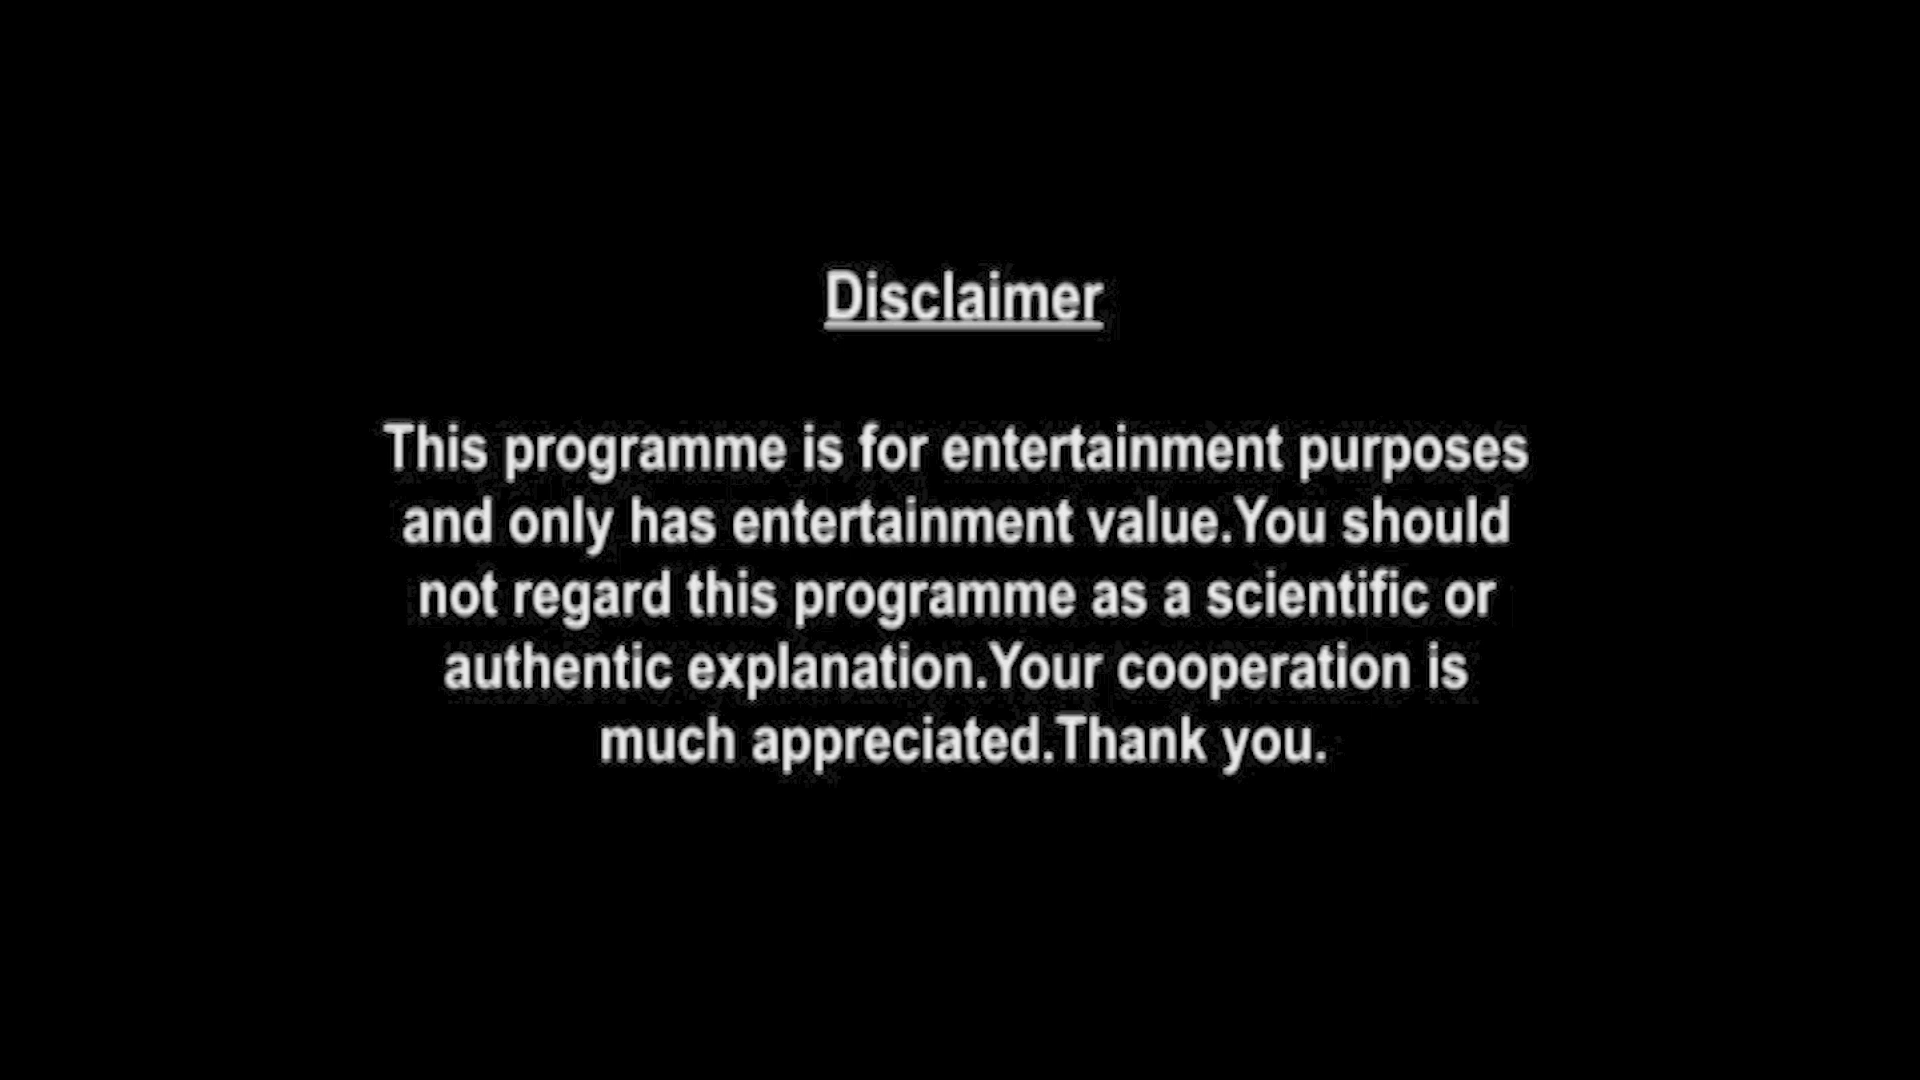 Disclaimer
This programme is for entertainment purposes
and only has entertainment value.You should
not regard this programme as a scientific or
authentic explanation.Your cooperation is
much appreciated.Thank you.